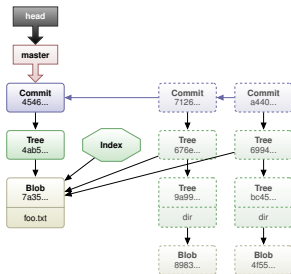 head
master
Commit
4546...
Commit
7126...
Commit
a440...
Tree
4ab5...
Index
Tree
676e...
Tree
6994...
Blob
7a35...
foo.txt
Tree
9a99...
dir
Tree
bc45...
dir
Blob
8983...
Blob
4f55...